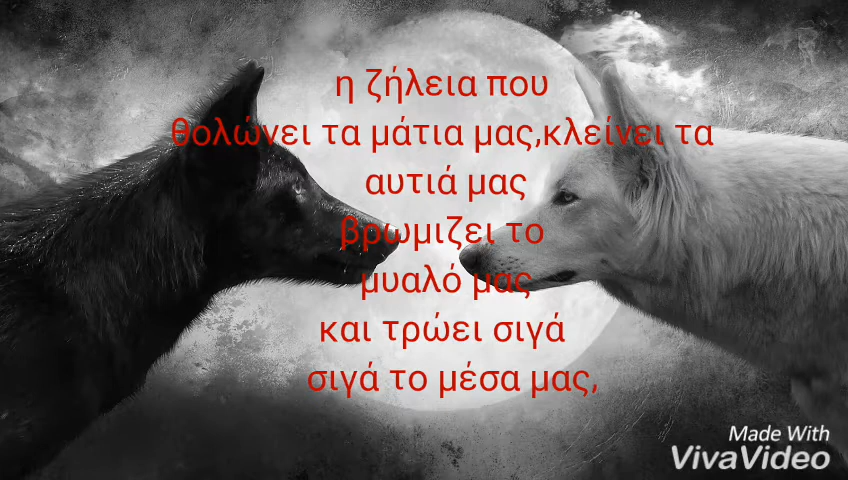 η ζήλεια που
θολώνει τα μάτια μας,κλείνει τα
αυτιά μας
βρωμιζει το
μυαλό μας
και τρώει σιγά
σιγά το μέσα μας,
Made With
VivaVideo